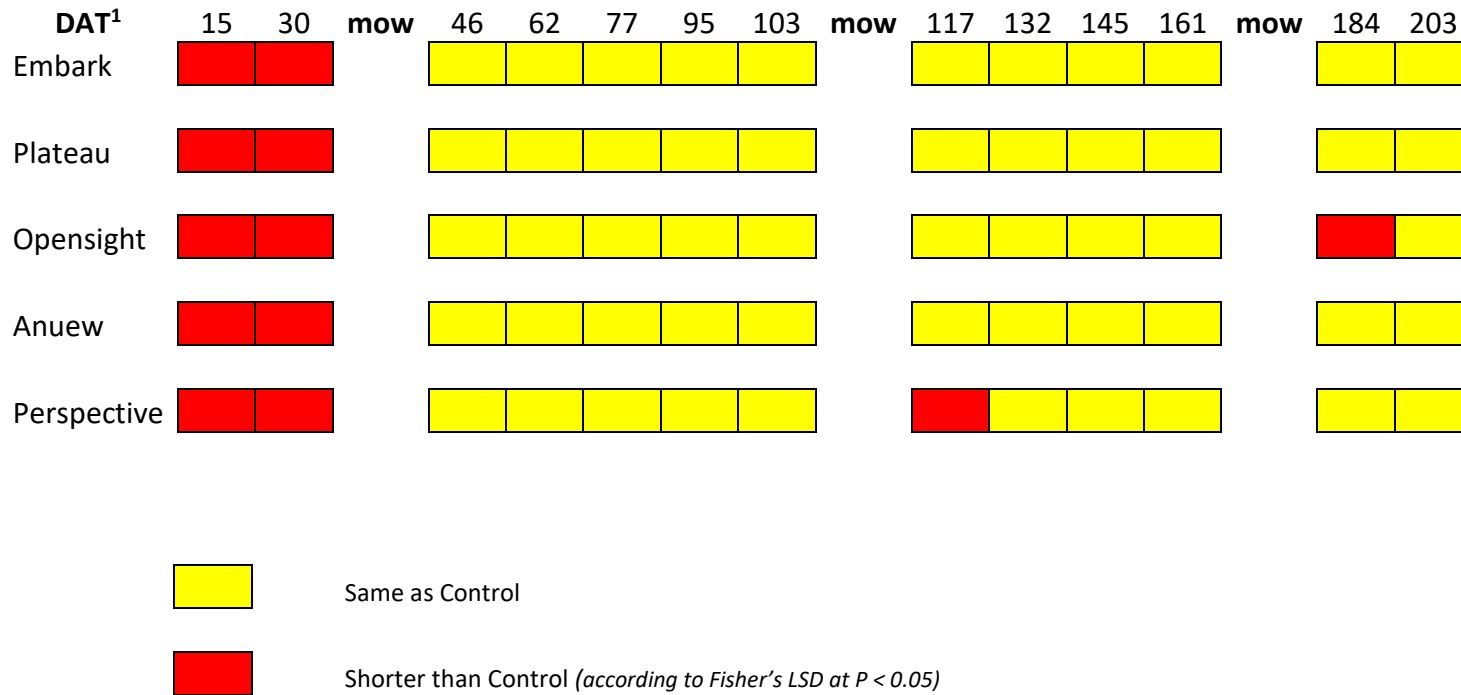 DAT¹ 15 30 mow 46 62 77 95 103 mow 117 132 145 161 mow 184 203
Embark
Plateau
Opensight
Anuew
Perspective
Same as Control
Shorter than Control (according to Fisher’s LSD at P < 0.05)